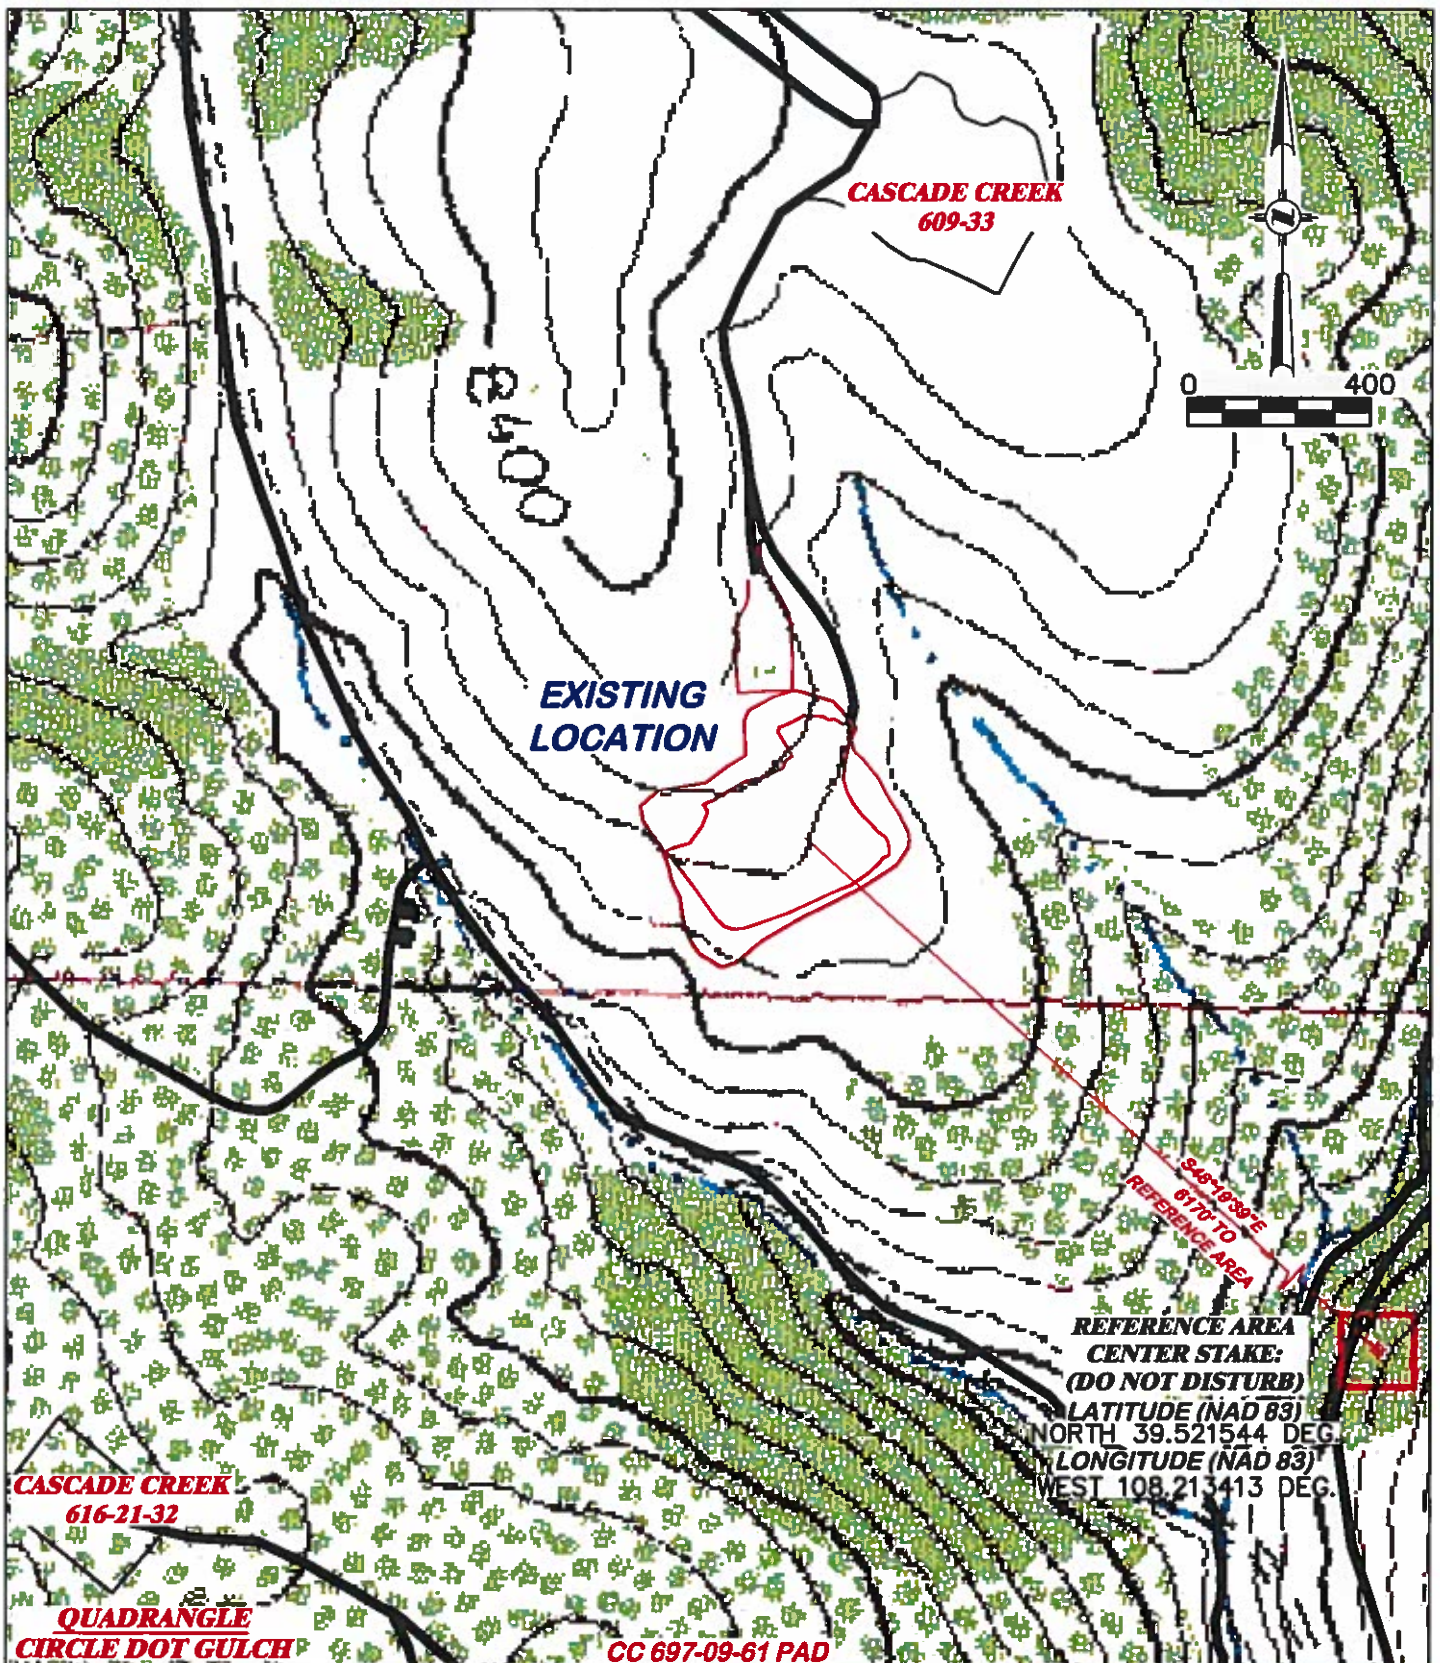 CASCADE CREEK
609-33
N
0 400
8400
EXISTING
LOCATION
S48°19'39"E
6170' TO
REFERENCE AREA
REFERENCE AREA
CENTER STAKE:
(DO NOT DISTURB)
LATITUDE (NAD 83)
NORTH 39.521544 DEG.
LONGITUDE (NAD 83)
WEST 108.213413 DEG.
CASCADE CREEK
616-21-32
QUADRANGLE
CIRCLE DOT GULCH
CC 697-09-61 PAD